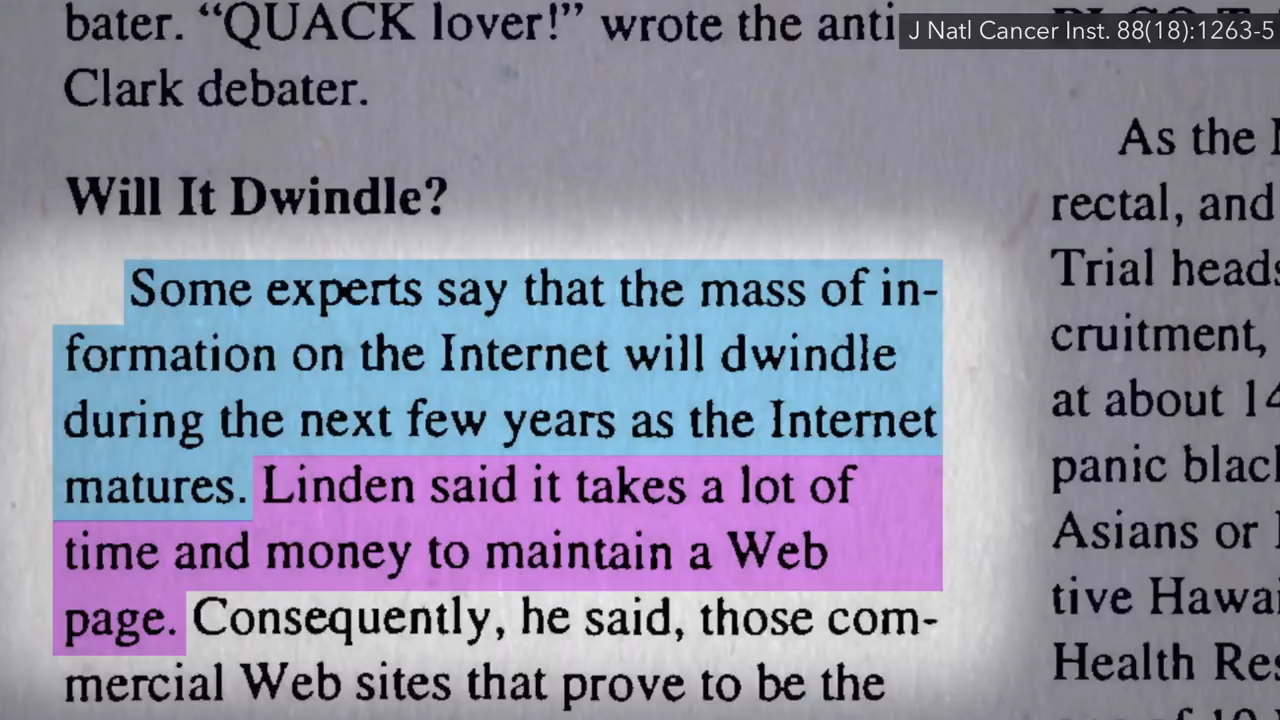 bater. “QUACK lover!” wrote the anti
Clark debater.
J Natl Cancer Inst. 88(18):1263-5
Will It Dwindle?
Some experts say that the mass of in-
formation on the Internet will dwindle
during the next few years as the Internet
matures. Linden said it takes a lot of
time and money to maintain a Web
page. Consequently, he said, those com-
mercial Web sites that prove to be the
As the
rectal, and
Trial
cruitment,
at about
panic
Asians or
tive
Health